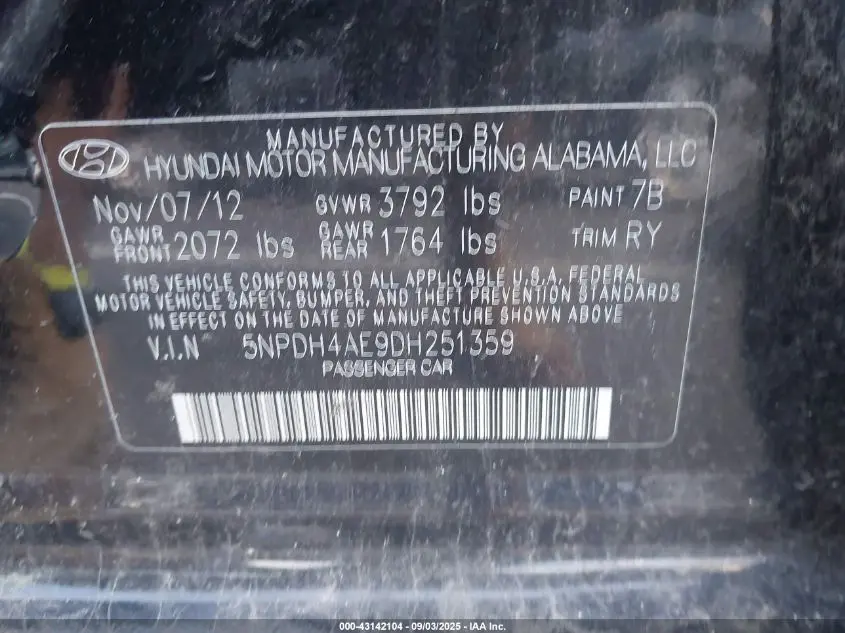 MANUFACTURED BY
HYUNDAI MOTOR MANUFACTURING ALABAMA, LLC
Nov/07/12 GVWR 3792 lbs PAINT 7B
GAWR FRONT 2072 lbs GAWR REAR 1764 lbs TRIM RY
THIS VEHICLE CONFORMS TO ALL APPLICABLE U.S.A. FEDERAL
MOTOR VEHICLE SAFETY, BUMPER, AND THEFT PREVENTION STANDARDS
IN EFFECT ON THE DATE OF MANUFACTURE SHOWN ABOVE
V.I.N 5NPDH4AE9DH251359
PASSENGER CAR
000-43142104 - 09/03/2025 - IAA Inc.